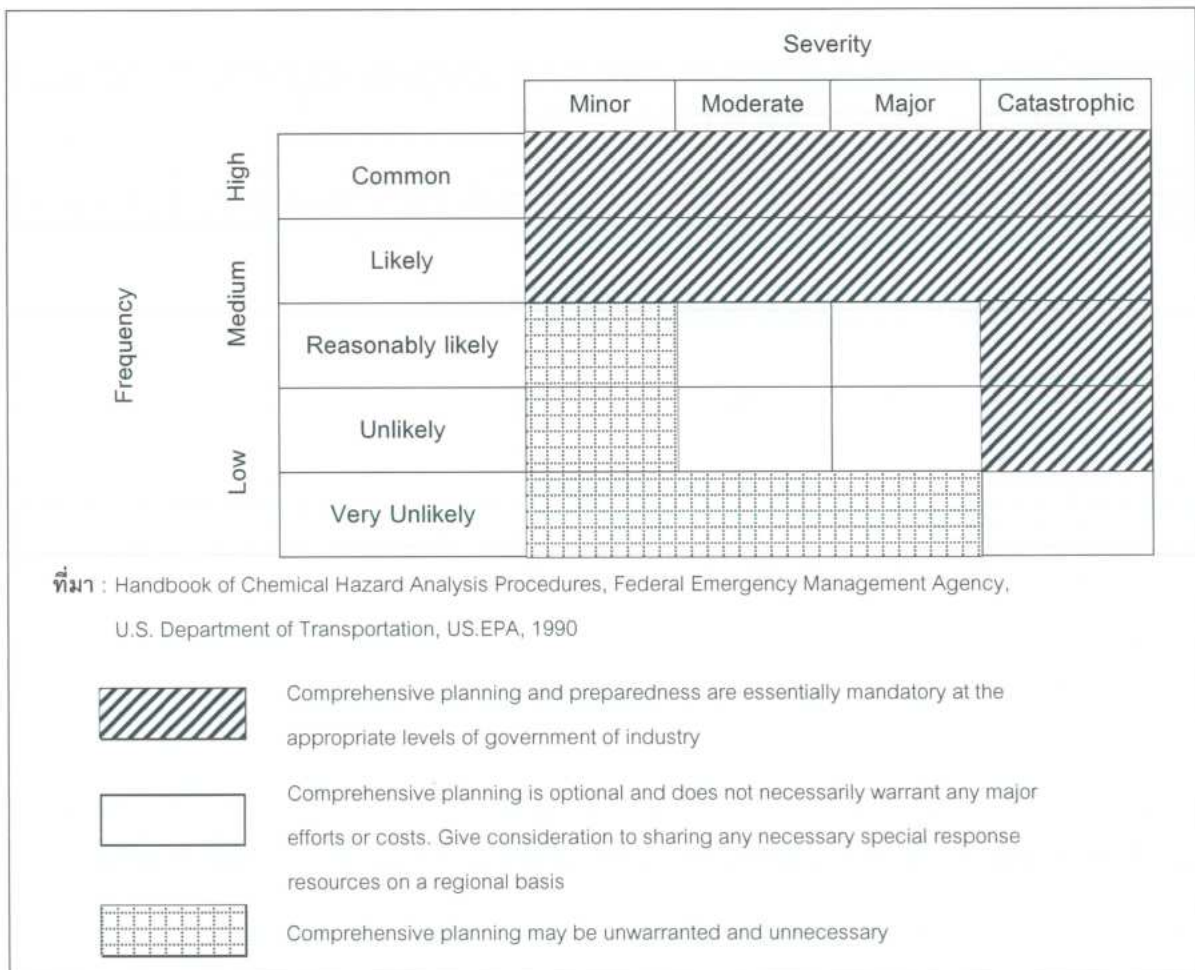 Severity
Minor Moderate Major Catastrophic
Frequency
High
Medium
Low
Common
Likely
Reasonably likely
Unlikely
Very Unlikely
ที่มา : Handbook of Chemical Hazard Analysis Procedures, Federal Emergency Management Agency,
U.S. Department of Transportation, US.EPA, 1990
Comprehensive planning and preparedness are essentially mandatory at the
appropriate levels of government of industry
Comprehensive planning is optional and does not necessarily warrant any major
efforts or costs. Give consideration to sharing any necessary special response
resources on a regional basis
Comprehensive planning may be unwarranted and unnecessary